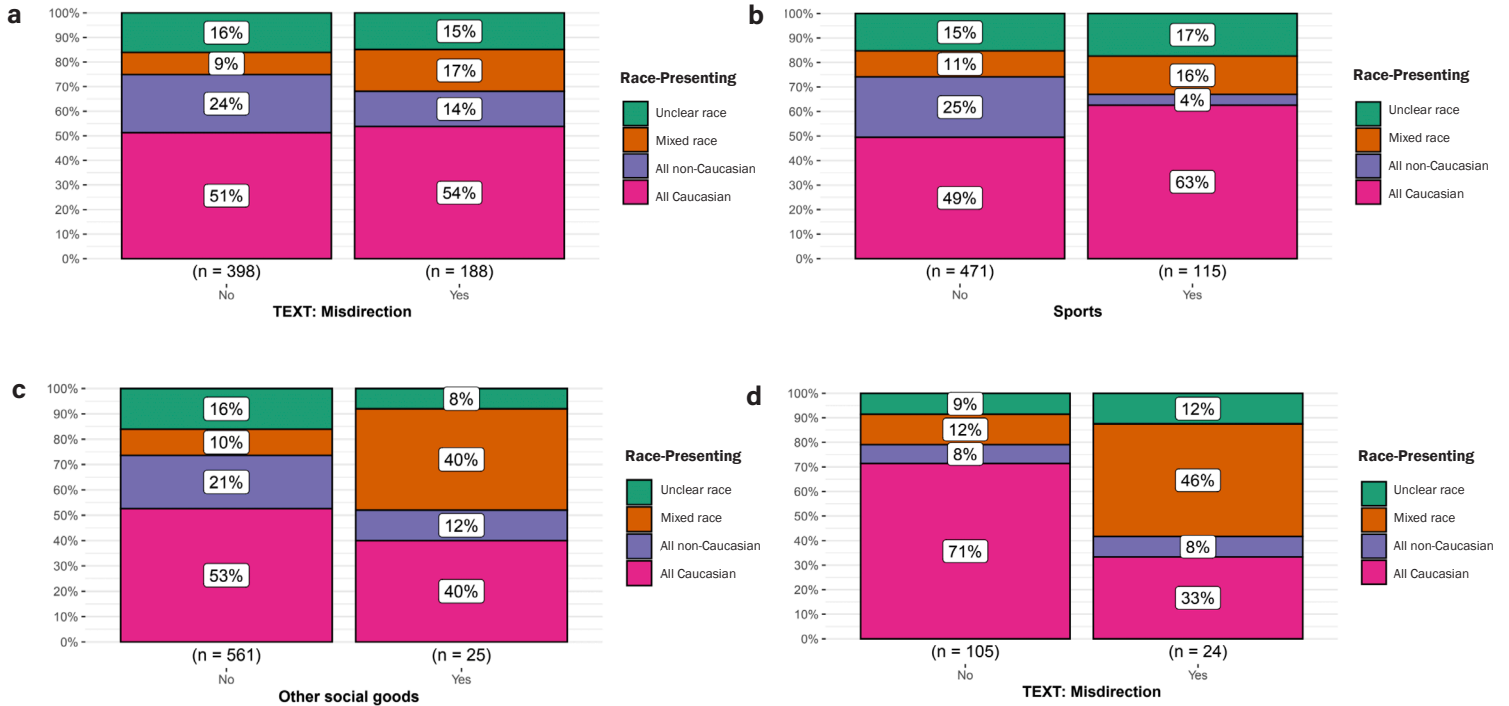 a
100%
90%
80%
70%
60%
50%
40%
30%
20%
10%
0%
16%
9%
24%
51%
15%
17%
14%
54%
(n = 398)
(n = 188)
No
Yes
TEXT: Misdirection
Race-Presenting
Unclear race
Mixed race
All non-Caucasian
All Caucasian
b
100%
90%
80%
70%
60%
50%
40%
30%
20%
10%
0%
15%
11%
25%
49%
17%
16%
4%
63%
(n = 471)
(n = 115)
No
Yes
Sports
Race-Presenting
Unclear race
Mixed race
All non-Caucasian
All Caucasian
c
100%
90%
80%
70%
60%
50%
40%
30%
20%
10%
0%
16%
10%
21%
53%
8%
40%
12%
40%
(n = 561)
(n = 25)
No
Yes
Other social goods
Race-Presenting
Unclear race
Mixed race
All non-Caucasian
All Caucasian
d
100%
90%
80%
70%
60%
50%
40%
30%
20%
10%
0%
9%
12%
8%
71%
12%
46%
8%
33%
(n = 105)
(n = 24)
No
Yes
TEXT: Misdirection
Race-Presenting
Unclear race
Mixed race
All non-Caucasian
All Caucasian